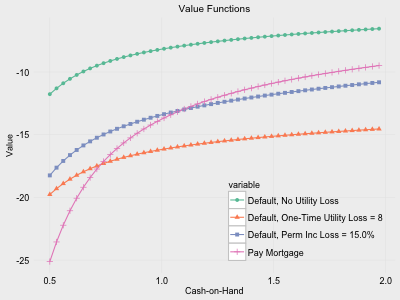 Value Functions
Value
-10
-15
-20
-25
variable
Default, No Utility Loss
Default, One-Time Utility Loss = 8
Default, Perm Inc Loss = 15.0%
Pay Mortgage
0.5 1.0 1.5 2.0
Cash-on-Hand